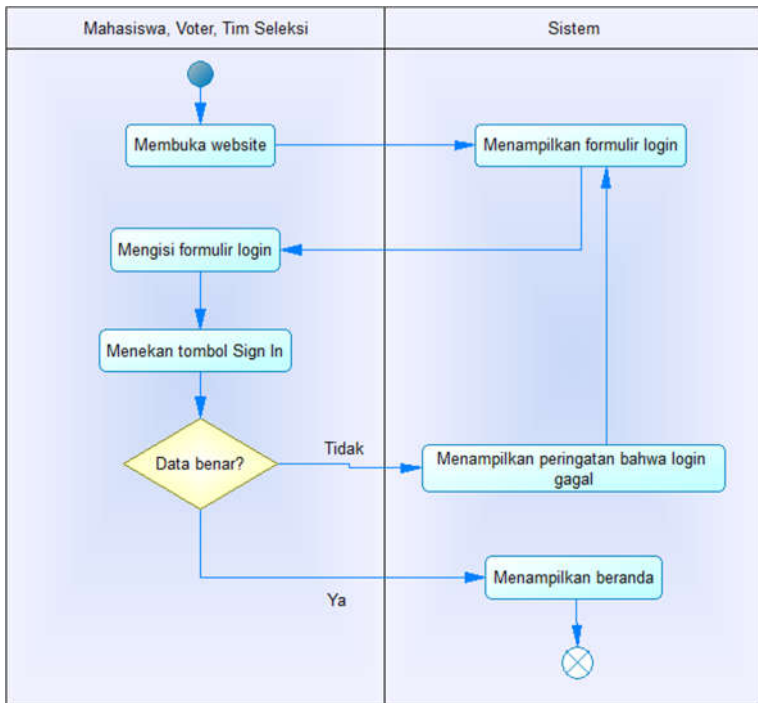 Mahasiswa, Voter, Tim Seleksi
Sistem
Membuka website
Menampilkan formulir login
Mengisi formulir login
Menekan tombol Sign In
Data benar?
Tidak
Menampilkan peringatan bahwa login
gagal
Menampilkan beranda
Ya